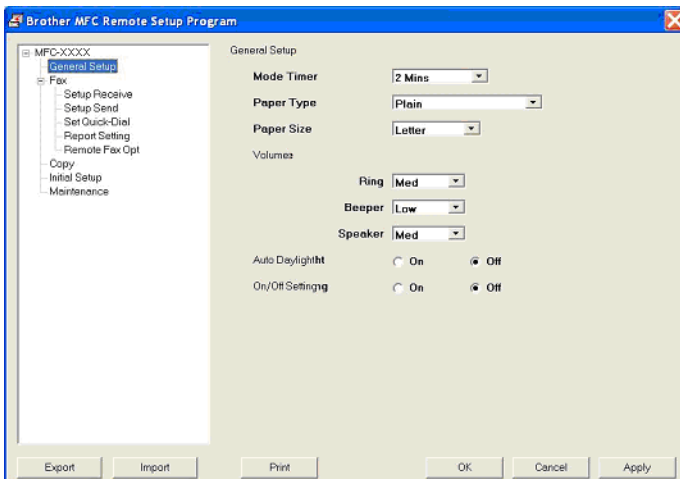 Brother MFC Remote Setup Program
MFC-XXXX
General Setup
Fax
Setup Receive
Setup Send
Set Quick-Dial
Report Setting
Remote Fax Opt
Copy
Initial Setup
Maintenance
General Setup
Mode Timer 2 Mins
Paper Type Plain
Paper Size Letter
Volumes
Ring Med
Beeper Low
Speaker Med
Auto Daylightht On Off
On/Off Settingng On Off
Export Import Print OK Cancel Apply